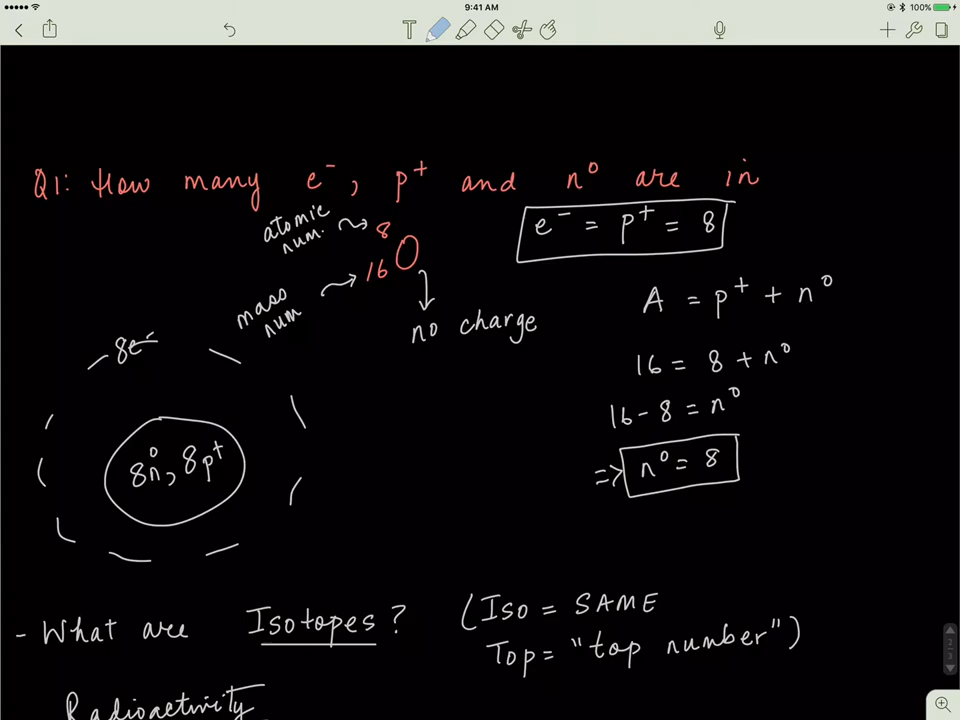 9:41 AM
100%
T
Q1: How many e⁻, p⁺ and n⁰ are in
atomic num.
8
16 O
mass num
no charge
e⁻ = p⁺ = 8
A = p⁺ + n⁰
16 = 8 + n⁰
16 - 8 = n⁰
=> n⁰ = 8
8e⁻
8n⁰, 8p⁺
- What are Isotopes? (Iso = SAME
Top = "top number")
Radioactivity